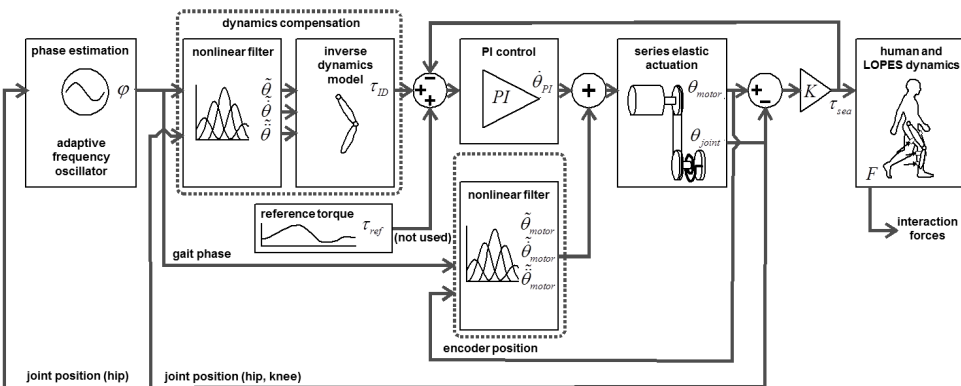 dynamics compensation
phase estimation
φ
adaptive
frequency
oscillator
nonlinear filter
θ̃
θ̃̇
θ̃̈
inverse
dynamics
model
τ_ID
−
+
+
PI control
PI
θ̇_PI
+
series elastic
actuation
θ_motor
θ_joint
+
−
K
τ_sea
human and
LOPES dynamics
F
interaction
forces
reference torque
τ_ref
(not used)
gait phase
nonlinear filter
θ̃_motor
θ̃̇_motor
θ̃̈_motor
encoder position
joint position (hip)
joint position (hip, knee)